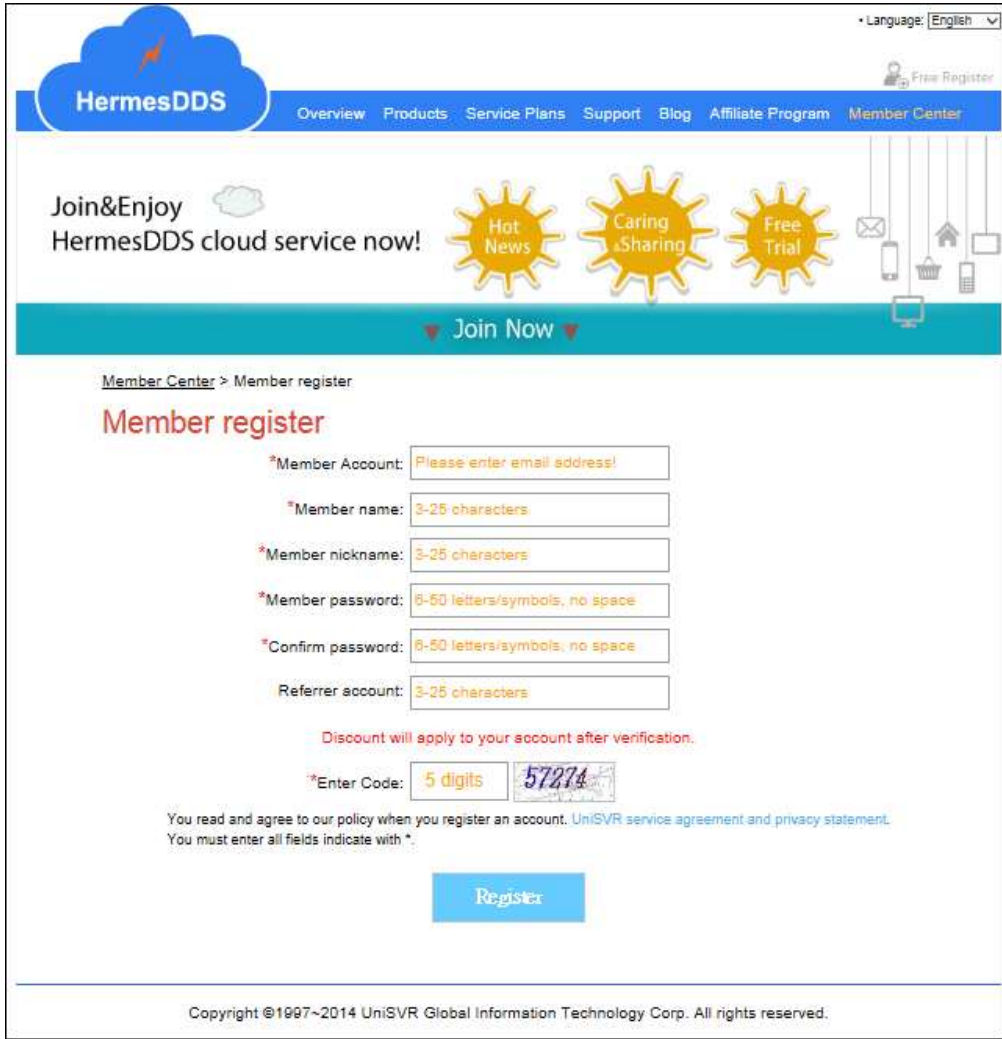 • Language: English
Free Register
HermesDDS
Overview Products Service Plans Support Blog Affiliate Program Member Center
Join&Enjoy
HermesDDS cloud service now!
Hot
News
Caring
&Sharing
Free
Trial
Join Now
Member Center > Member register
Member register
*Member Account: Please enter email address!
*Member name: 3-25 characters
*Member nickname: 3-25 characters
*Member password: 6-50 letters/symbols, no space
*Confirm password: 6-50 letters/symbols, no space
Referrer account: 3-25 characters
Discount will apply to your account after verification.
*Enter Code: 5 digits 57274
You read and agree to our policy when you register an account. UniSVR service agreement and privacy statement.
You must enter all fields indicate with *.
Register
Copyright ©1997~2014 UniSVR Global Information Technology Corp. All rights reserved.